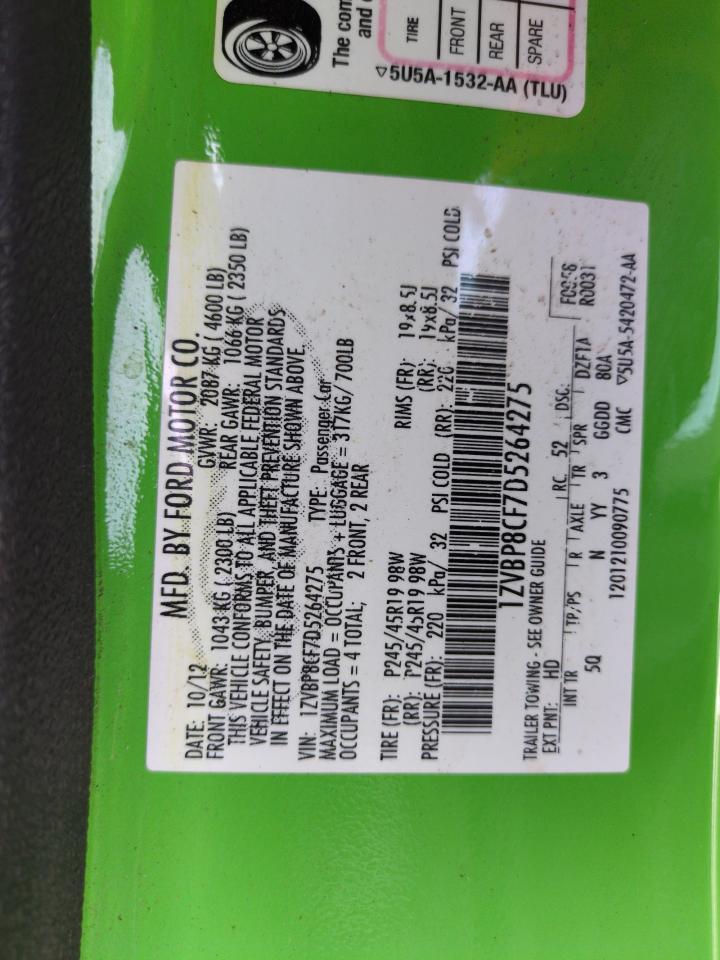 The com
and
TIRE
FRONT
REAR
SPARE
▽5U5A-1532-AA (TLU)
MFD. BY FORD MOTOR CO.
DATE: 10/12 GVWR: 2087 KG ( 4600 LB)
FRONT GAWR: 1043 KG ( 2300 LB) REAR GAWR: 1066 KG ( 2350 LB)
THIS VEHICLE CONFORMS TO ALL APPLICABLE FEDERAL MOTOR
VEHICLE SAFETY, BUMPER, AND THEFT PREVENTION STANDARDS
IN EFFECT ON THE DATE OF MANUFACTURE SHOWN ABOVE
VIN: 1ZVBP8CF7D5264275 TYPE: Passenger Car
MAXIMUM LOAD = OCCUPANTS + LUGGAGE = 317KG/ 700LB
OCCUPANTS = 4 TOTAL; 2 FRONT, 2 REAR
TIRE (FR): P245/45R19 98W RIMS (FR): 19x8.5J
(RR): P245/45R19 98W (RR): 19x8.5J
PRESSURE (FR): 220 kPa/ 32 PSI COLD (RR): 220 kPa/ 32 PSI COLD
1ZVBP8CF7D5264275
TRAILER TOWING - SEE OWNER GUIDE
EXT PNT: HD RC: 52 DSC:
INT TR TP/PS R AXLE TR SPR DZF1A R0031
5Q N YY 3 GGDD 80A
1201210090775 CMC ▽5U5A-5420472-AA